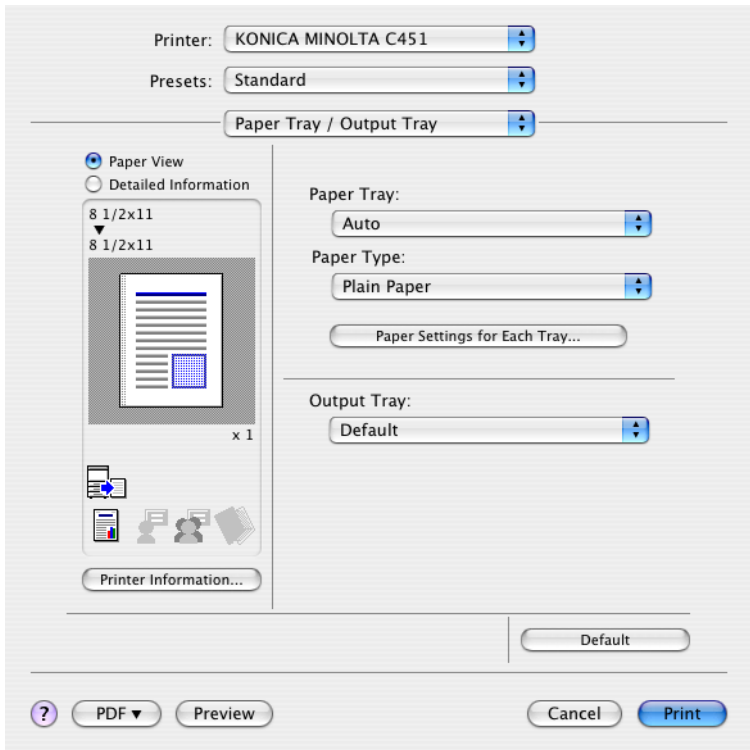 Printer: KONICA MINOLTA C451
Presets: Standard
Paper Tray / Output Tray
Paper View
Detailed Information
8 1/2x11
8 1/2x11
x 1
Printer Information...
Paper Tray:
Auto
Paper Type:
Plain Paper
Paper Settings for Each Tray...
Output Tray:
Default
Default
? PDF ▼ Preview Cancel Print